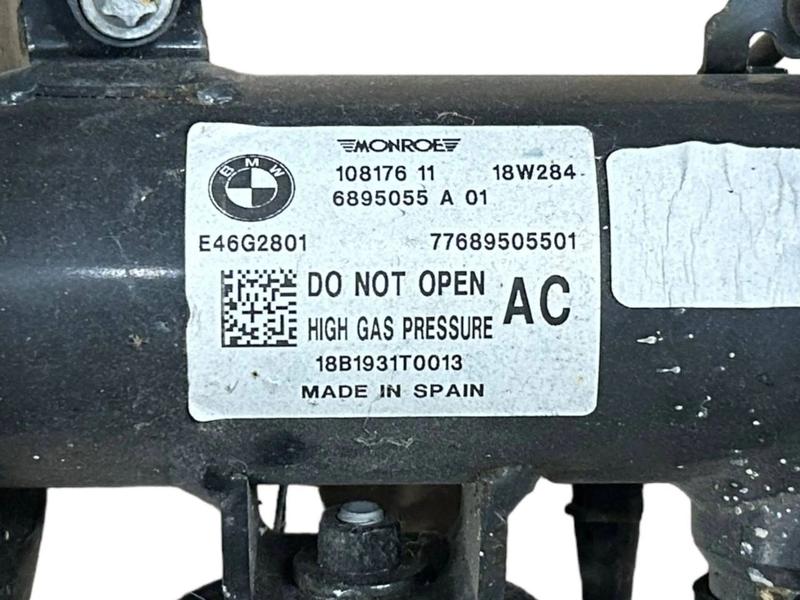 MONROE
BMW
108176 11 18W284
6895055 A 01
E46G2801 77689505501
DO NOT OPEN
HIGH GAS PRESSURE AC
18B1931T0013
MADE IN SPAIN